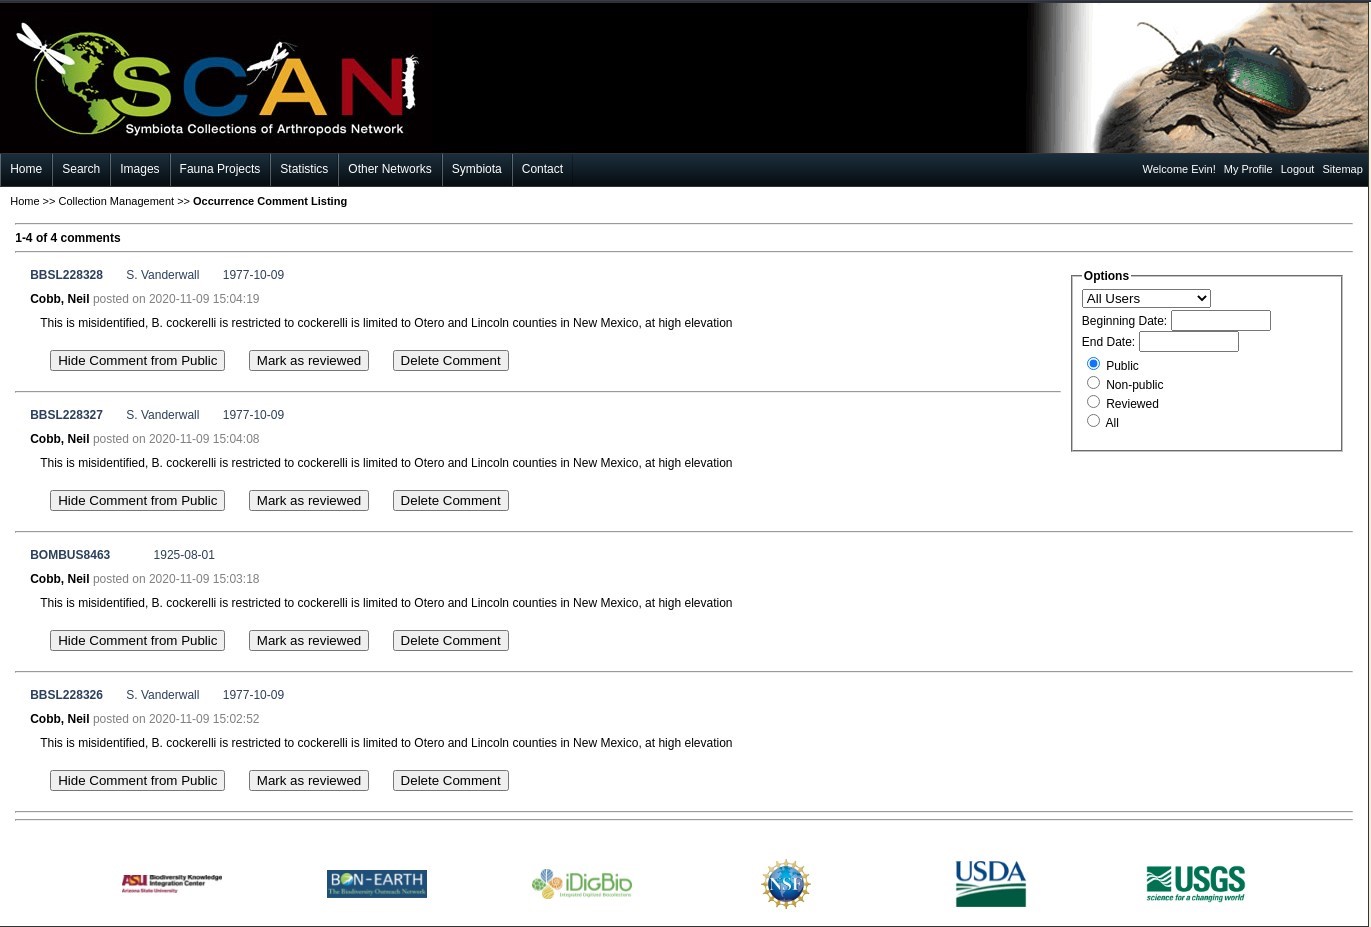 SCAN
Symbiota Collections of Arthropods Network
Home Search Images Fauna Projects Statistics Other Networks Symbiota Contact Welcome Evin! My Profile Logout Sitemap
Home >> Collection Management >> Occurrence Comment Listing
1-4 of 4 comments
BBSL228328 S. Vanderwall 1977-10-09
Cobb, Neil posted on 2020-11-09 15:04:19
This is misidentified, B. cockerelli is restricted to cockerelli is limited to Otero and Lincoln counties in New Mexico, at high elevation
Hide Comment from Public Mark as reviewed Delete Comment
Options
All Users
Beginning Date:
End Date:
Public
Non-public
Reviewed
All
BBSL228327 S. Vanderwall 1977-10-09
Cobb, Neil posted on 2020-11-09 15:04:08
This is misidentified, B. cockerelli is restricted to cockerelli is limited to Otero and Lincoln counties in New Mexico, at high elevation
Hide Comment from Public Mark as reviewed Delete Comment
BOMBUS8463 1925-08-01
Cobb, Neil posted on 2020-11-09 15:03:18
This is misidentified, B. cockerelli is restricted to cockerelli is limited to Otero and Lincoln counties in New Mexico, at high elevation
Hide Comment from Public Mark as reviewed Delete Comment
BBSL228326 S. Vanderwall 1977-10-09
Cobb, Neil posted on 2020-11-09 15:02:52
This is misidentified, B. cockerelli is restricted to cockerelli is limited to Otero and Lincoln counties in New Mexico, at high elevation
Hide Comment from Public Mark as reviewed Delete Comment
ASU Biodiversity Knowledge
Integration Center
Arizona State University
BON-EARTH
The Biodiversity Outreach Network
iDigBio
Integrated Digitized Biocollections
NSF
USDA
USGS
science for a changing world